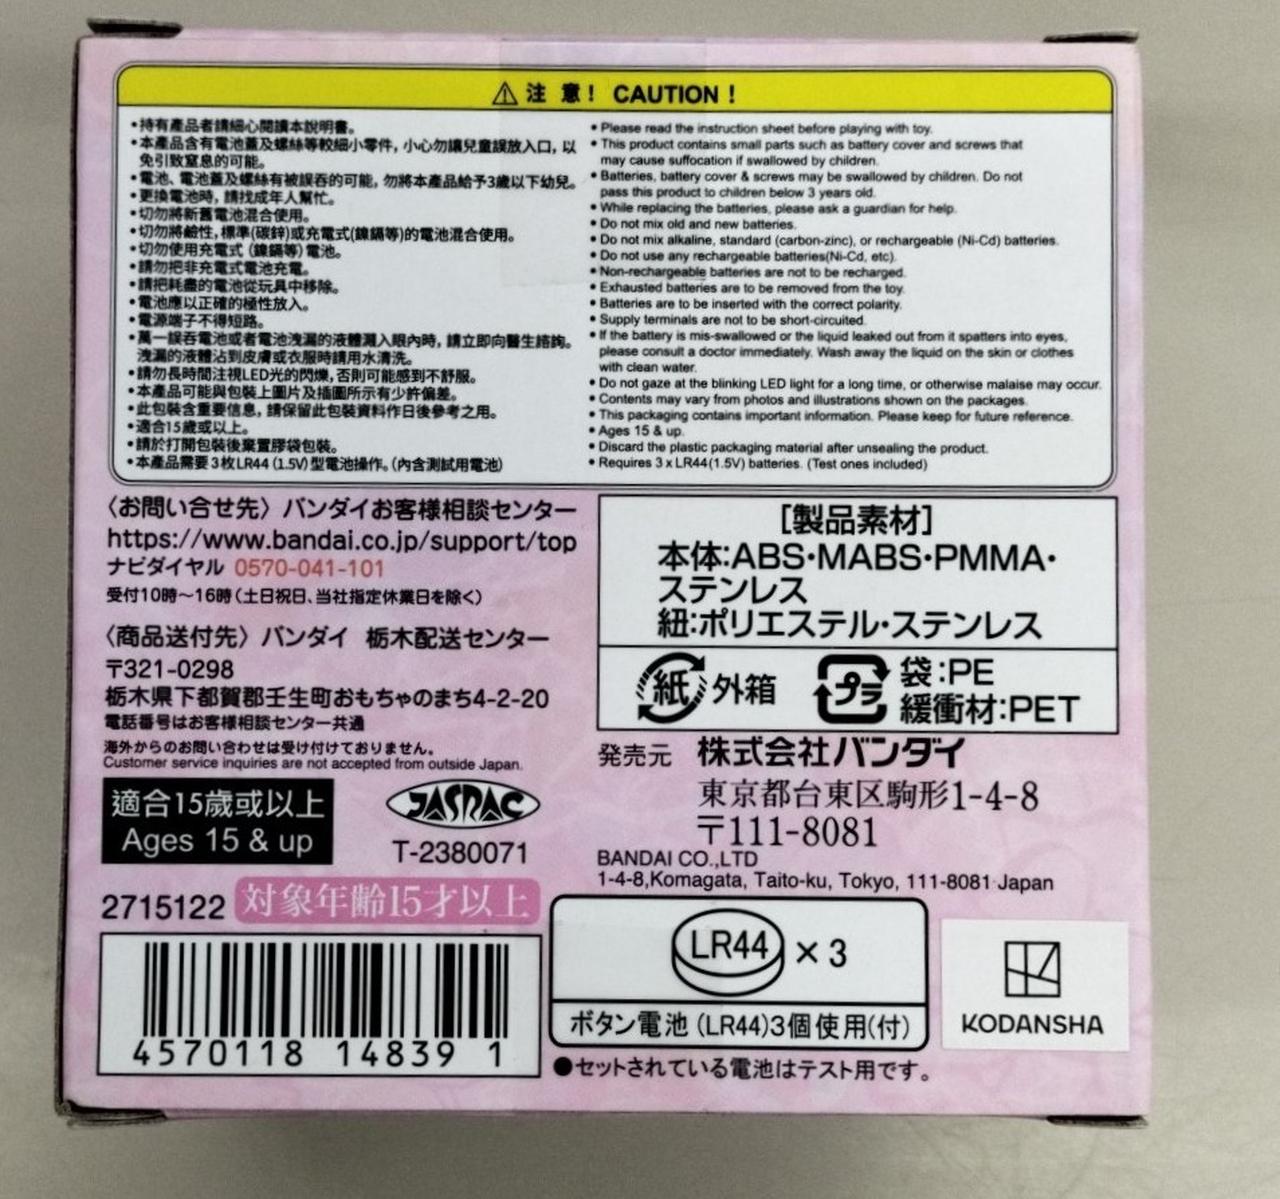 注 意! CAUTION!
•持有產品者請細心閱讀本說明書。
•本產品含有電池蓋及螺絲等較細小零件，小心勿讓兒童誤放入口，以
免引致窒息的可能。
•電池、電池蓋及螺絲有被誤吞的可能，勿將本產品給予3歲以下幼兒。
•更換電池時，請找成年人幫忙。
•切勿將新舊電池混合使用。
•切勿將鹼性，標準(碳鋅)或充電式(鎳鎘等)的電池混合使用。
•切勿使用充電式（鎳鎘等）電池。
•請勿把非充電式電池充電。
•請把耗盡的電池從玩具中移除。
•電池應以正確的極性放入。
•電源端子不得短路。
•萬一誤吞電池或者電池洩漏的液體濺入眼內時，請立即向醫生諮詢。
洩漏的液體沾到皮膚或衣服時請用水清洗。
•請勿長時間注視LED光的閃爍，否則可能感到不舒服。
•本產品可能與包裝上圖片及插圖所示有少許偏差。
•此包裝含重要信息，請保留此包裝資料作日後參考之用。
•適合15歲或以上。
•請於打開包裝後棄置膠袋包裝。
•本產品需要3枚LR44（1.5V）型電池操作。（內含測試用電池）
• Please read the instruction sheet before playing with toy.
• This product contains small parts such as battery cover and screws that
may cause suffocation if swallowed by children.
• Batteries, battery cover & screws may be swallowed by children. Do not
pass this product to children below 3 years old.
• While replacing the batteries, please ask a guardian for help.
• Do not mix old and new batteries.
• Do not mix alkaline, standard (carbon-zinc), or rechargeable (Ni-Cd) batteries.
• Do not use any rechargeable batteries(Ni-Cd, etc).
• Non-rechargeable batteries are not to be recharged.
• Exhausted batteries are to be removed from the toy.
• Batteries are to be inserted with the correct polarity.
• Supply terminals are not to be short-circuited.
• If the battery is mis-swallowed or the liquid leaked out from it spatters into eyes,
please consult a doctor immediately. Wash away the liquid on the skin or clothes
with clean water.
• Do not gaze at the blinking LED light for a long time, or otherwise malaise may occur.
• Contents may vary from photos and illustrations shown on the packages.
• This packaging contains important information. Please keep for future reference.
• Ages 15 & up.
• Discard the plastic packaging material after unsealing the product.
• Requires 3 x LR44(1.5V) batteries. (Test ones included)
〈お問い合せ先〉バンダイお客様相談センター
https://www.bandai.co.jp/support/top
ナビダイヤル 0570-041-101
受付10時〜16時（土日祝日、当社指定休業日を除く）
〈商品送付先〉バンダイ 栃木配送センター
〒321-0298
栃木県下都賀郡壬生町おもちゃのまち4-2-20
電話番号はお客様相談センター共通
海外からのお問い合わせは受け付けておりません。
Customer service inquiries are not accepted from outside Japan.
適合15歲或以上
Ages 15 & up
JASRAC
T-2380071
2715122 対象年齢15才以上
4570118 14839 1
［製品素材］
本体:ABS・MABS・PMMA・
ステンレス
紐:ポリエステル・ステンレス
紙 外箱
プラ 袋:PE
緩衝材:PET
発売元 株式会社バンダイ
東京都台東区駒形1-4-8
〒111-8081
BANDAI CO.,LTD
1-4-8,Komagata, Taito-ku, Tokyo, 111-8081 Japan
LR44 × 3
ボタン電池（LR44）3個使用(付)
●セットされている電池はテスト用です。
KODANSHA